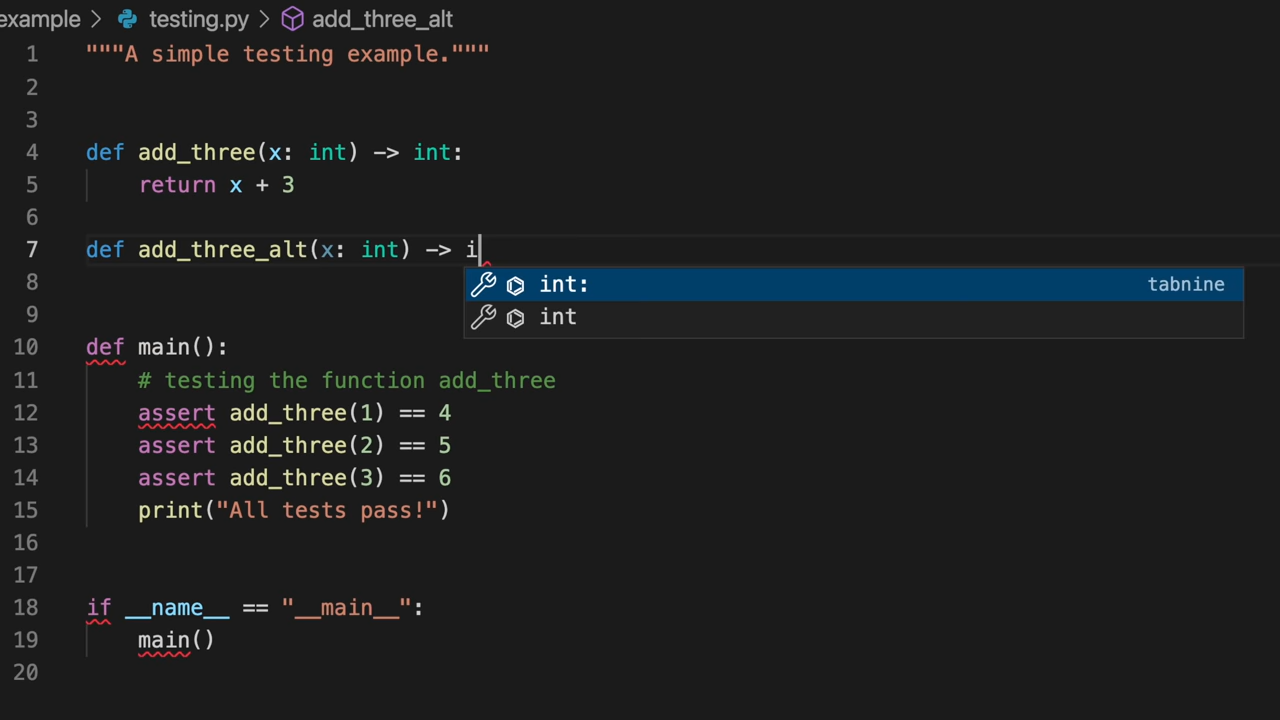 example > testing.py > add_three_alt
1 """A simple testing example."""
2
3
4 def add_three(x: int) -> int:
5     return x + 3
6
7 def add_three_alt(x: int) -> i
int: tabnine
8
int
9
10 def main():
11     # testing the function add_three
12     assert add_three(1) == 4
13     assert add_three(2) == 5
14     assert add_three(3) == 6
15     print("All tests pass!")
16
17
18 if __name__ == "__main__":
19     main()
20